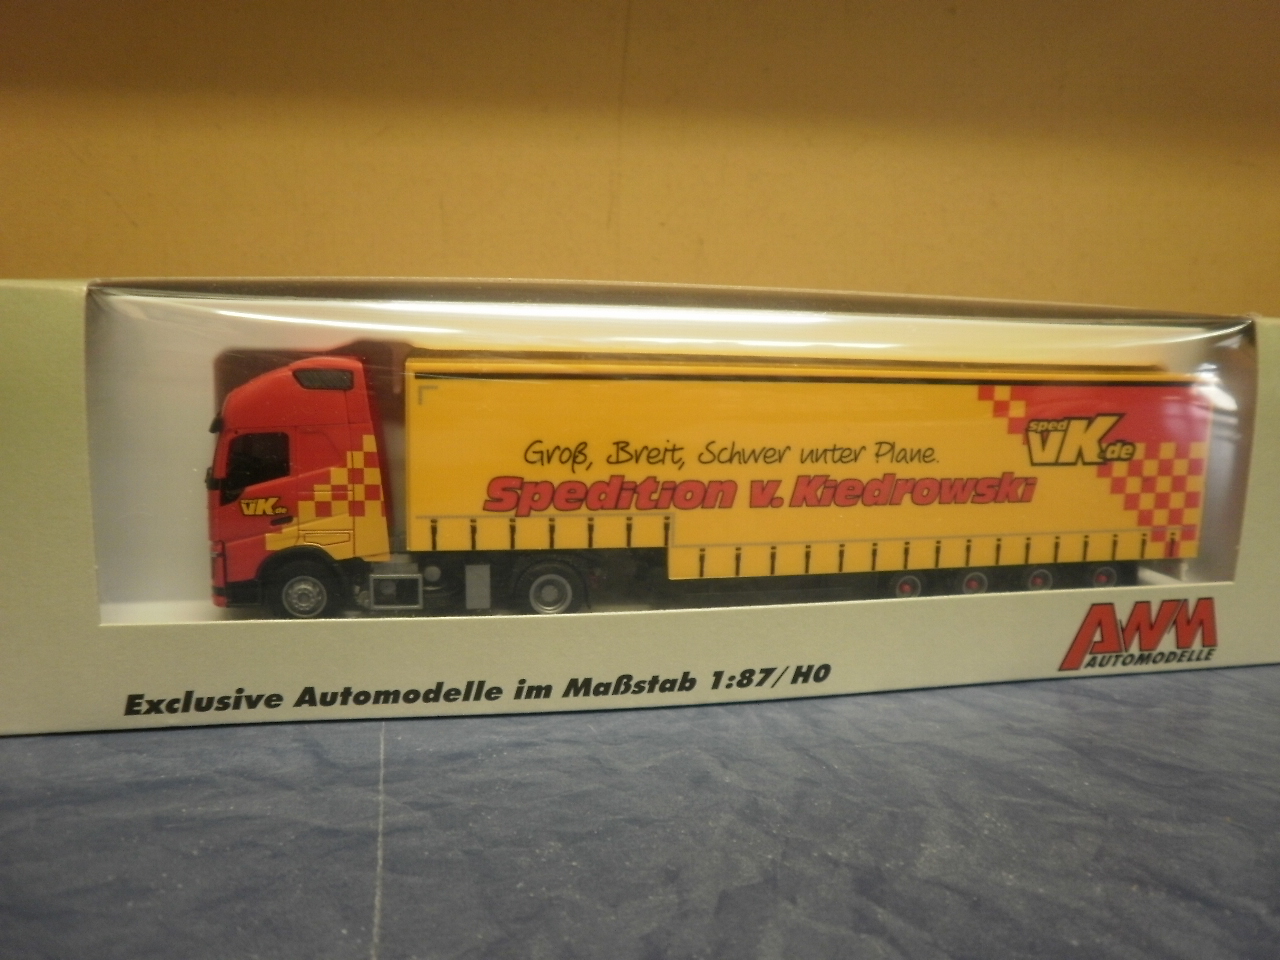 Groß, Breit, Schwer unter Plane.
Spedition v. Kiedrowski
sped
VK.de
VK.de
Exclusive Automodelle im Maßstab 1:87/H0
AWM
AUTOMODELLE